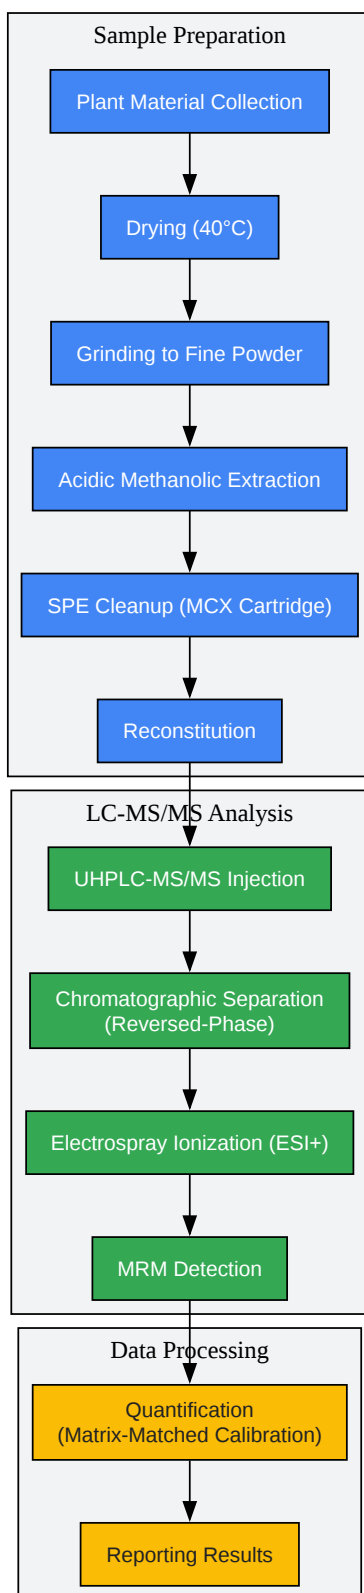 Sample Preparation
Plant Material Collection
Drying (40°C)
Grinding to Fine Powder
Acidic Methanolic Extraction
SPE Cleanup (MCX Cartridge)
Reconstitution
LC-MS/MS Analysis
UHPLC-MS/MS Injection
Chromatographic Separation
(Reversed-Phase)
Electrospray Ionization (ESI+)
MRM Detection
Data Processing
Quantification
(Matrix-Matched Calibration)
Reporting Results